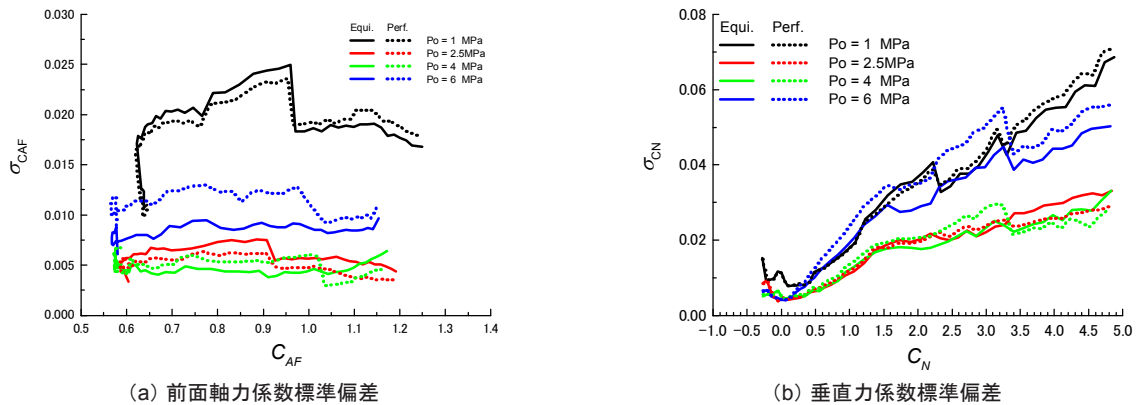 Equi. Perf.
Po = 1 MPa
Po = 2.5MPa
Po = 4 MPa
Po = 6 MPa
0.030
0.025
0.020
0.015
0.010
0.005
0.000
σCAF
0.5 0.6 0.7 0.8 0.9 1.0 1.1 1.2 1.3 1.4
CAF
(a) 前面軸力係数標準偏差
Equi. Perf.
Po = 1 MPa
Po = 2.5MPa
Po = 4 MPa
Po = 6 MPa
0.08
0.06
0.04
0.02
0.00
σCN
−1.0 −0.5 0.0 0.5 1.0 1.5 2.0 2.5 3.0 3.5 4.0 4.5 5.0
CN
(b) 垂直力係数標準偏差